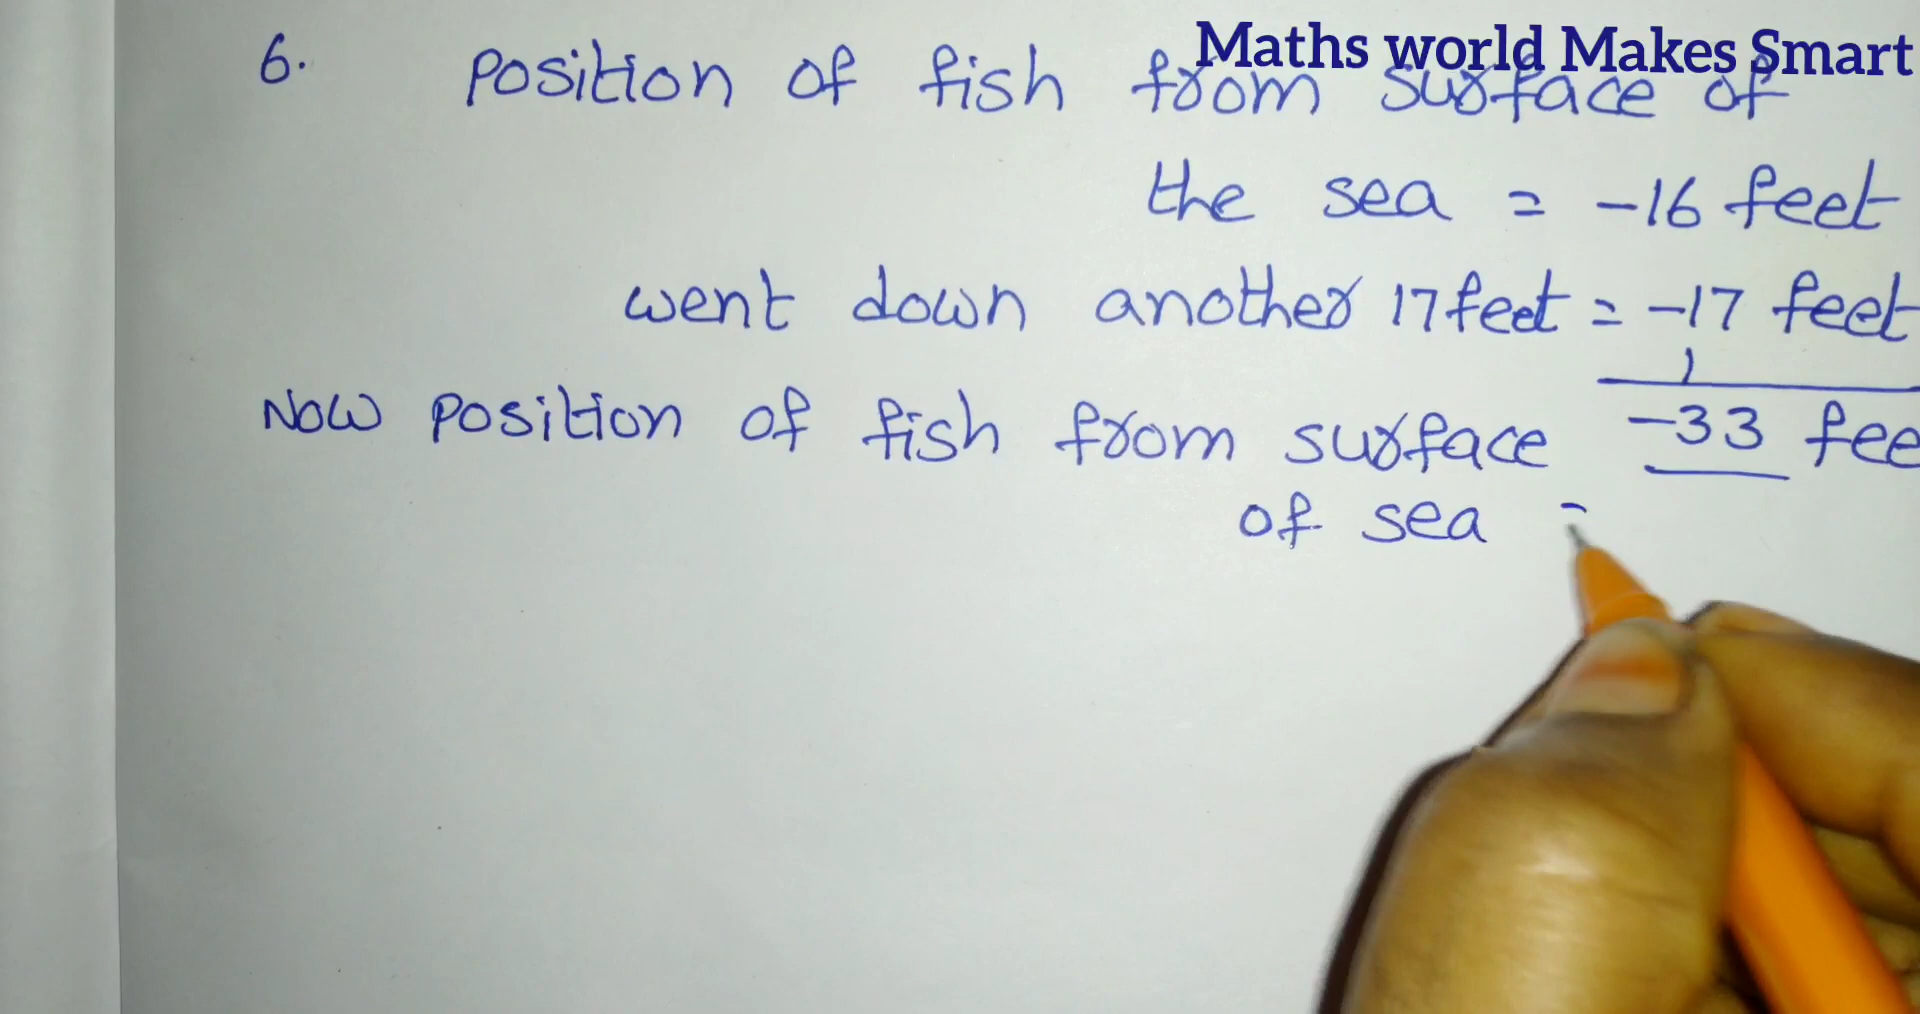 Maths world Makes Smart
6. Position of fish from surface of
the sea = -16 feet
went down another 17 feet = -17 feet
1
-33 fee
Now position of fish from surface
of sea =